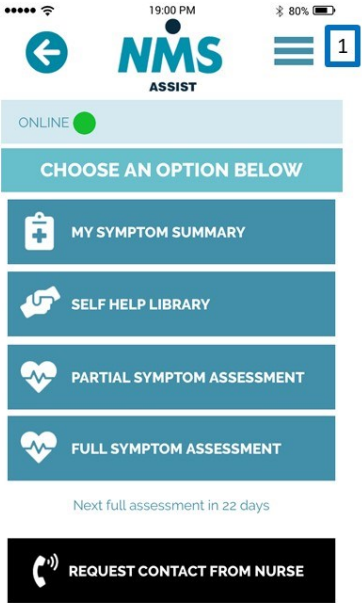 19:00 PM
80%
NMS
ASSIST
1
ONLINE
CHOOSE AN OPTION BELOW
MY SYMPTOM SUMMARY
SELF HELP LIBRARY
PARTIAL SYMPTOM ASSESSMENT
FULL SYMPTOM ASSESSMENT
Next full assessment in 22 days
REQUEST CONTACT FROM NURSE